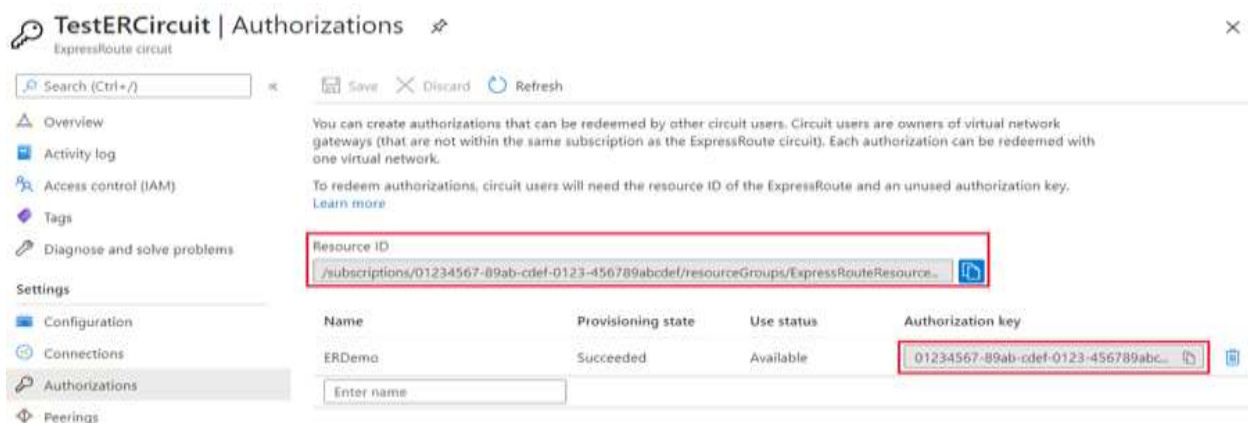 TestERCircuit | Authorizations
ExpressRoute circuit
Search (Ctrl+/)
Overview
Activity log
Access control (IAM)
Tags
Diagnose and solve problems
Settings
Configuration
Connections
Authorizations
Peerings
Save Discard Refresh
You can create authorizations that can be redeemed by other circuit users. Circuit users are owners of virtual network
gateways (that are not within the same subscription as the ExpressRoute circuit). Each authorization can be redeemed with
one virtual network.
To redeem authorizations, circuit users will need the resource ID of the ExpressRoute and an unused authorization key.
Learn more
Resource ID
/subscriptions/01234567-89ab-cdef-0123-456789abcdef/resourceGroups/ExpressRouteResource...
Name Provisioning state Use status Authorization key
ERDemo Succeeded Available 01234567-89ab-cdef-0123-456789abc...
Enter name